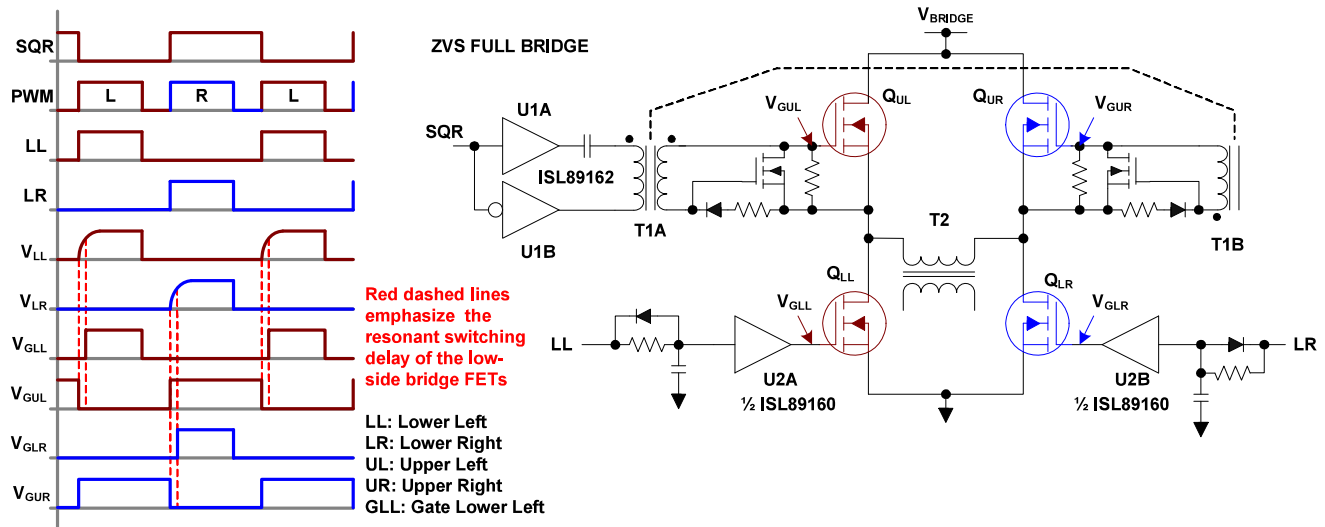 SQR
PWM
L
R
L
LL
LR
VLL
VLR
VGLL
VGUL
VGLR
VGUR
Red dashed lines
emphasize the
resonant switching
delay of the low-
side bridge FETs
LL: Lower Left
LR: Lower Right
UL: Upper Left
UR: Upper Right
GLL: Gate Lower Left
ZVS FULL BRIDGE
VBRIDGE
SQR
U1A
ISL89162
U1B
T1A
VGUL
QUL
QUR
VGUR
T2
T1B
LL
U2A
½ ISL89160
VGLL
QLL
QLR
VGLR
U2B
½ ISL89160
LR